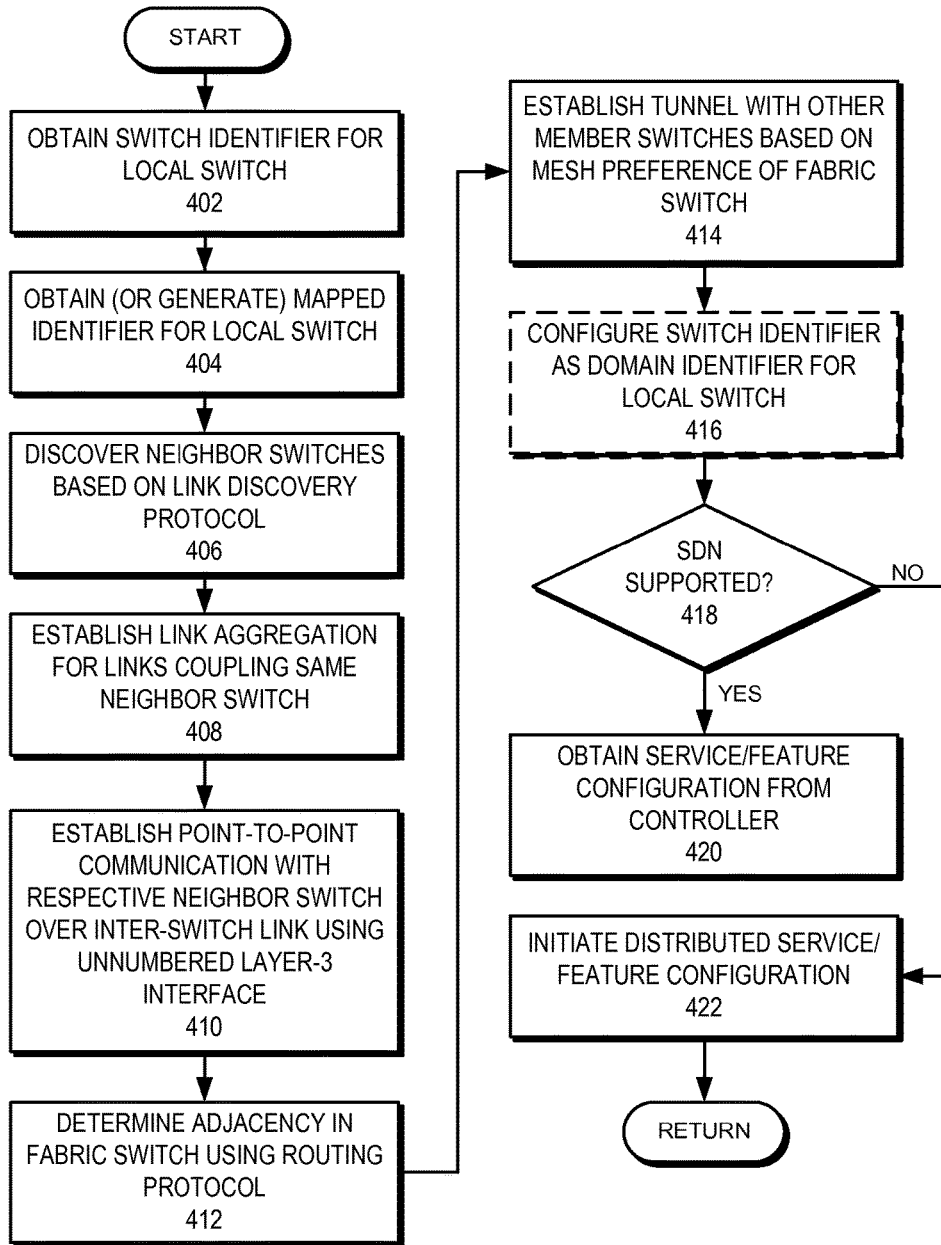 START
OBTAIN SWITCH IDENTIFIER FOR
LOCAL SWITCH
402
OBTAIN (OR GENERATE) MAPPED
IDENTIFIER FOR LOCAL SWITCH
404
DISCOVER NEIGHBOR SWITCHES
BASED ON LINK DISCOVERY
PROTOCOL
406
ESTABLISH LINK AGGREGATION
FOR LINKS COUPLING SAME
NEIGHBOR SWITCH
408
ESTABLISH POINT-TO-POINT
COMMUNICATION WITH
RESPECTIVE NEIGHBOR SWITCH
OVER INTER-SWITCH LINK USING
UNNUMBERED LAYER-3
INTERFACE
410
DETERMINE ADJACENCY IN
FABRIC SWITCH USING ROUTING
PROTOCOL
412
ESTABLISH TUNNEL WITH OTHER
MEMBER SWITCHES BASED ON
MESH PREFERENCE OF FABRIC
SWITCH
414
CONFIGURE SWITCH IDENTIFIER
AS DOMAIN IDENTIFIER FOR
LOCAL SWITCH
416
SDN
SUPPORTED?
418
NO
YES
OBTAIN SERVICE/FEATURE
CONFIGURATION FROM
CONTROLLER
420
INITIATE DISTRIBUTED SERVICE/
FEATURE CONFIGURATION
422
RETURN